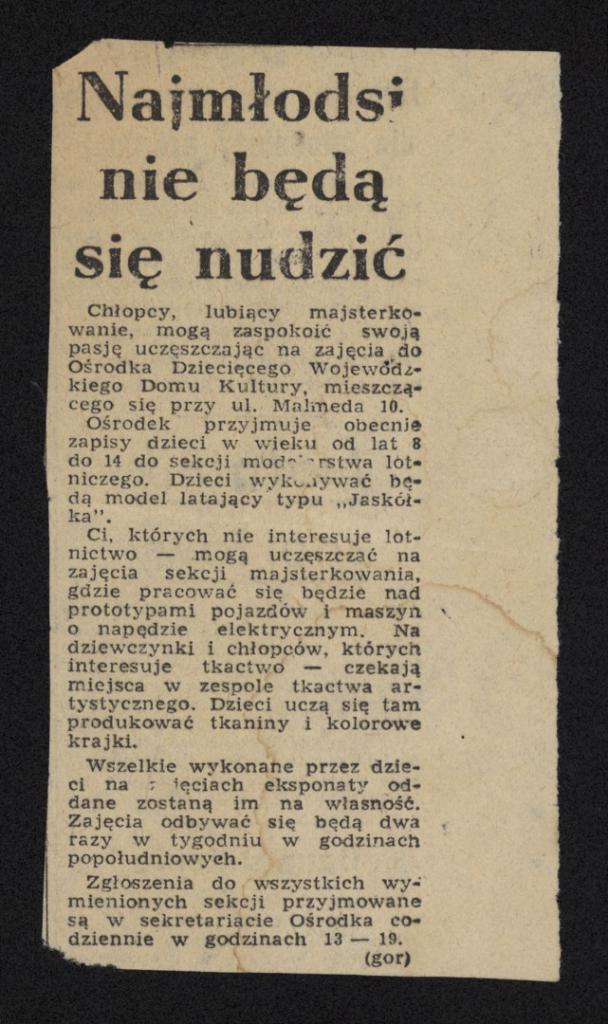 Najmłodsi
nie będą
się nudzić
Chłopcy, lubiący majsterko-
wanie, mogą zaspokoić swoją
pasję uczęszczając na zajęcia do
Ośrodka Dziecięcego Wojewódz-
kiego Domu Kultury, mieszczą-
cego się przy ul. Malmeda 10.
Ośrodek przyjmuje obecnie
zapisy dzieci w wieku od lat 8
do 14 do sekcji modelarstwa lot-
niczego. Dzieci wykonywać bę-
dą model latający typu „Jaskół-
ka”.
Ci, których nie interesuje lot-
nictwo — mogą uczęszczać na
zajęcia sekcji majsterkowania,
gdzie pracować się będzie nad
prototypami pojazdów i maszyn
o napędzie elektrycznym. Na
dziewczynki i chłopców, których
interesuje tkactwo — czekają
miejsca w zespole tkactwa ar-
tystycznego. Dzieci uczą się tam
produkować tkaniny i kolorowe
krajki.
Wszelkie wykonane przez dzie-
ci na zajęciach eksponaty od-
dane zostaną im na własność.
Zajęcia odbywać się będą dwa
razy w tygodniu w godzinach
popołudniowych.
Zgłoszenia do wszystkich wy-
mienionych sekcji przyjmowane
są w sekretariacie Ośrodka co-
dziennie w godzinach 13 — 19.
(gor)